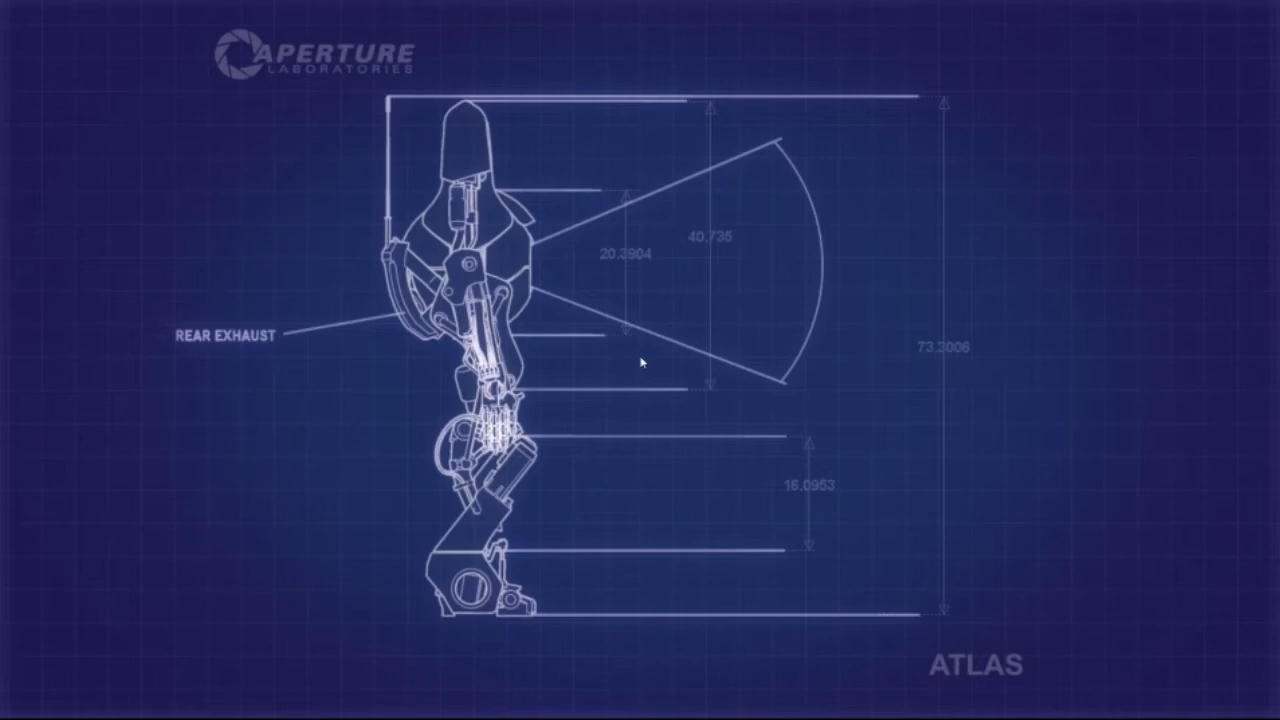 APERTURE
LABORATORIES
40.735
20.3904
REAR EXHAUST
73.3006
16.0953
ATLAS